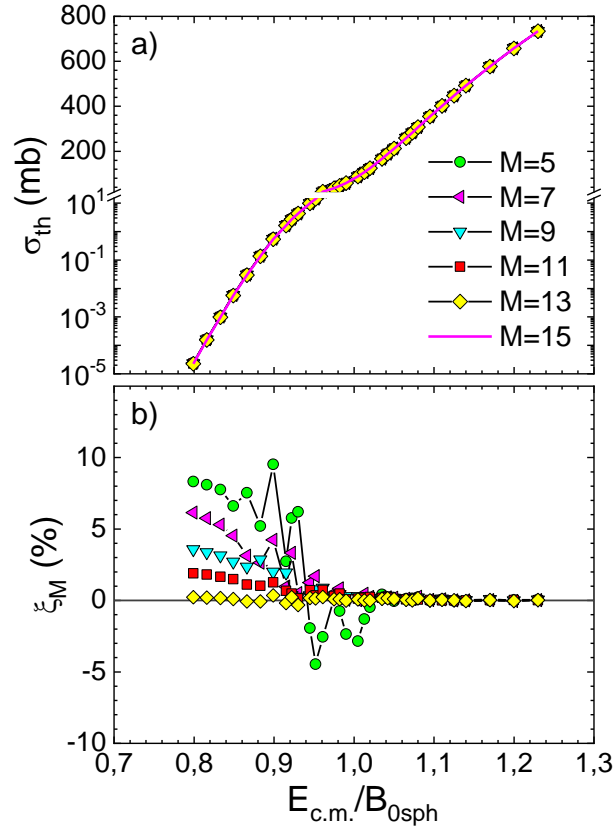 a)
800
600
400
200
1
10¹
10⁻¹
10⁻³
10⁻⁵
σth (mb)
M=5
M=7
M=9
M=11
M=13
M=15
b)
10
5
0
-5
-10
ξM (%)
0,7 0,8 0,9 1,0 1,1 1,2 1,3
Ec.m./B0sph